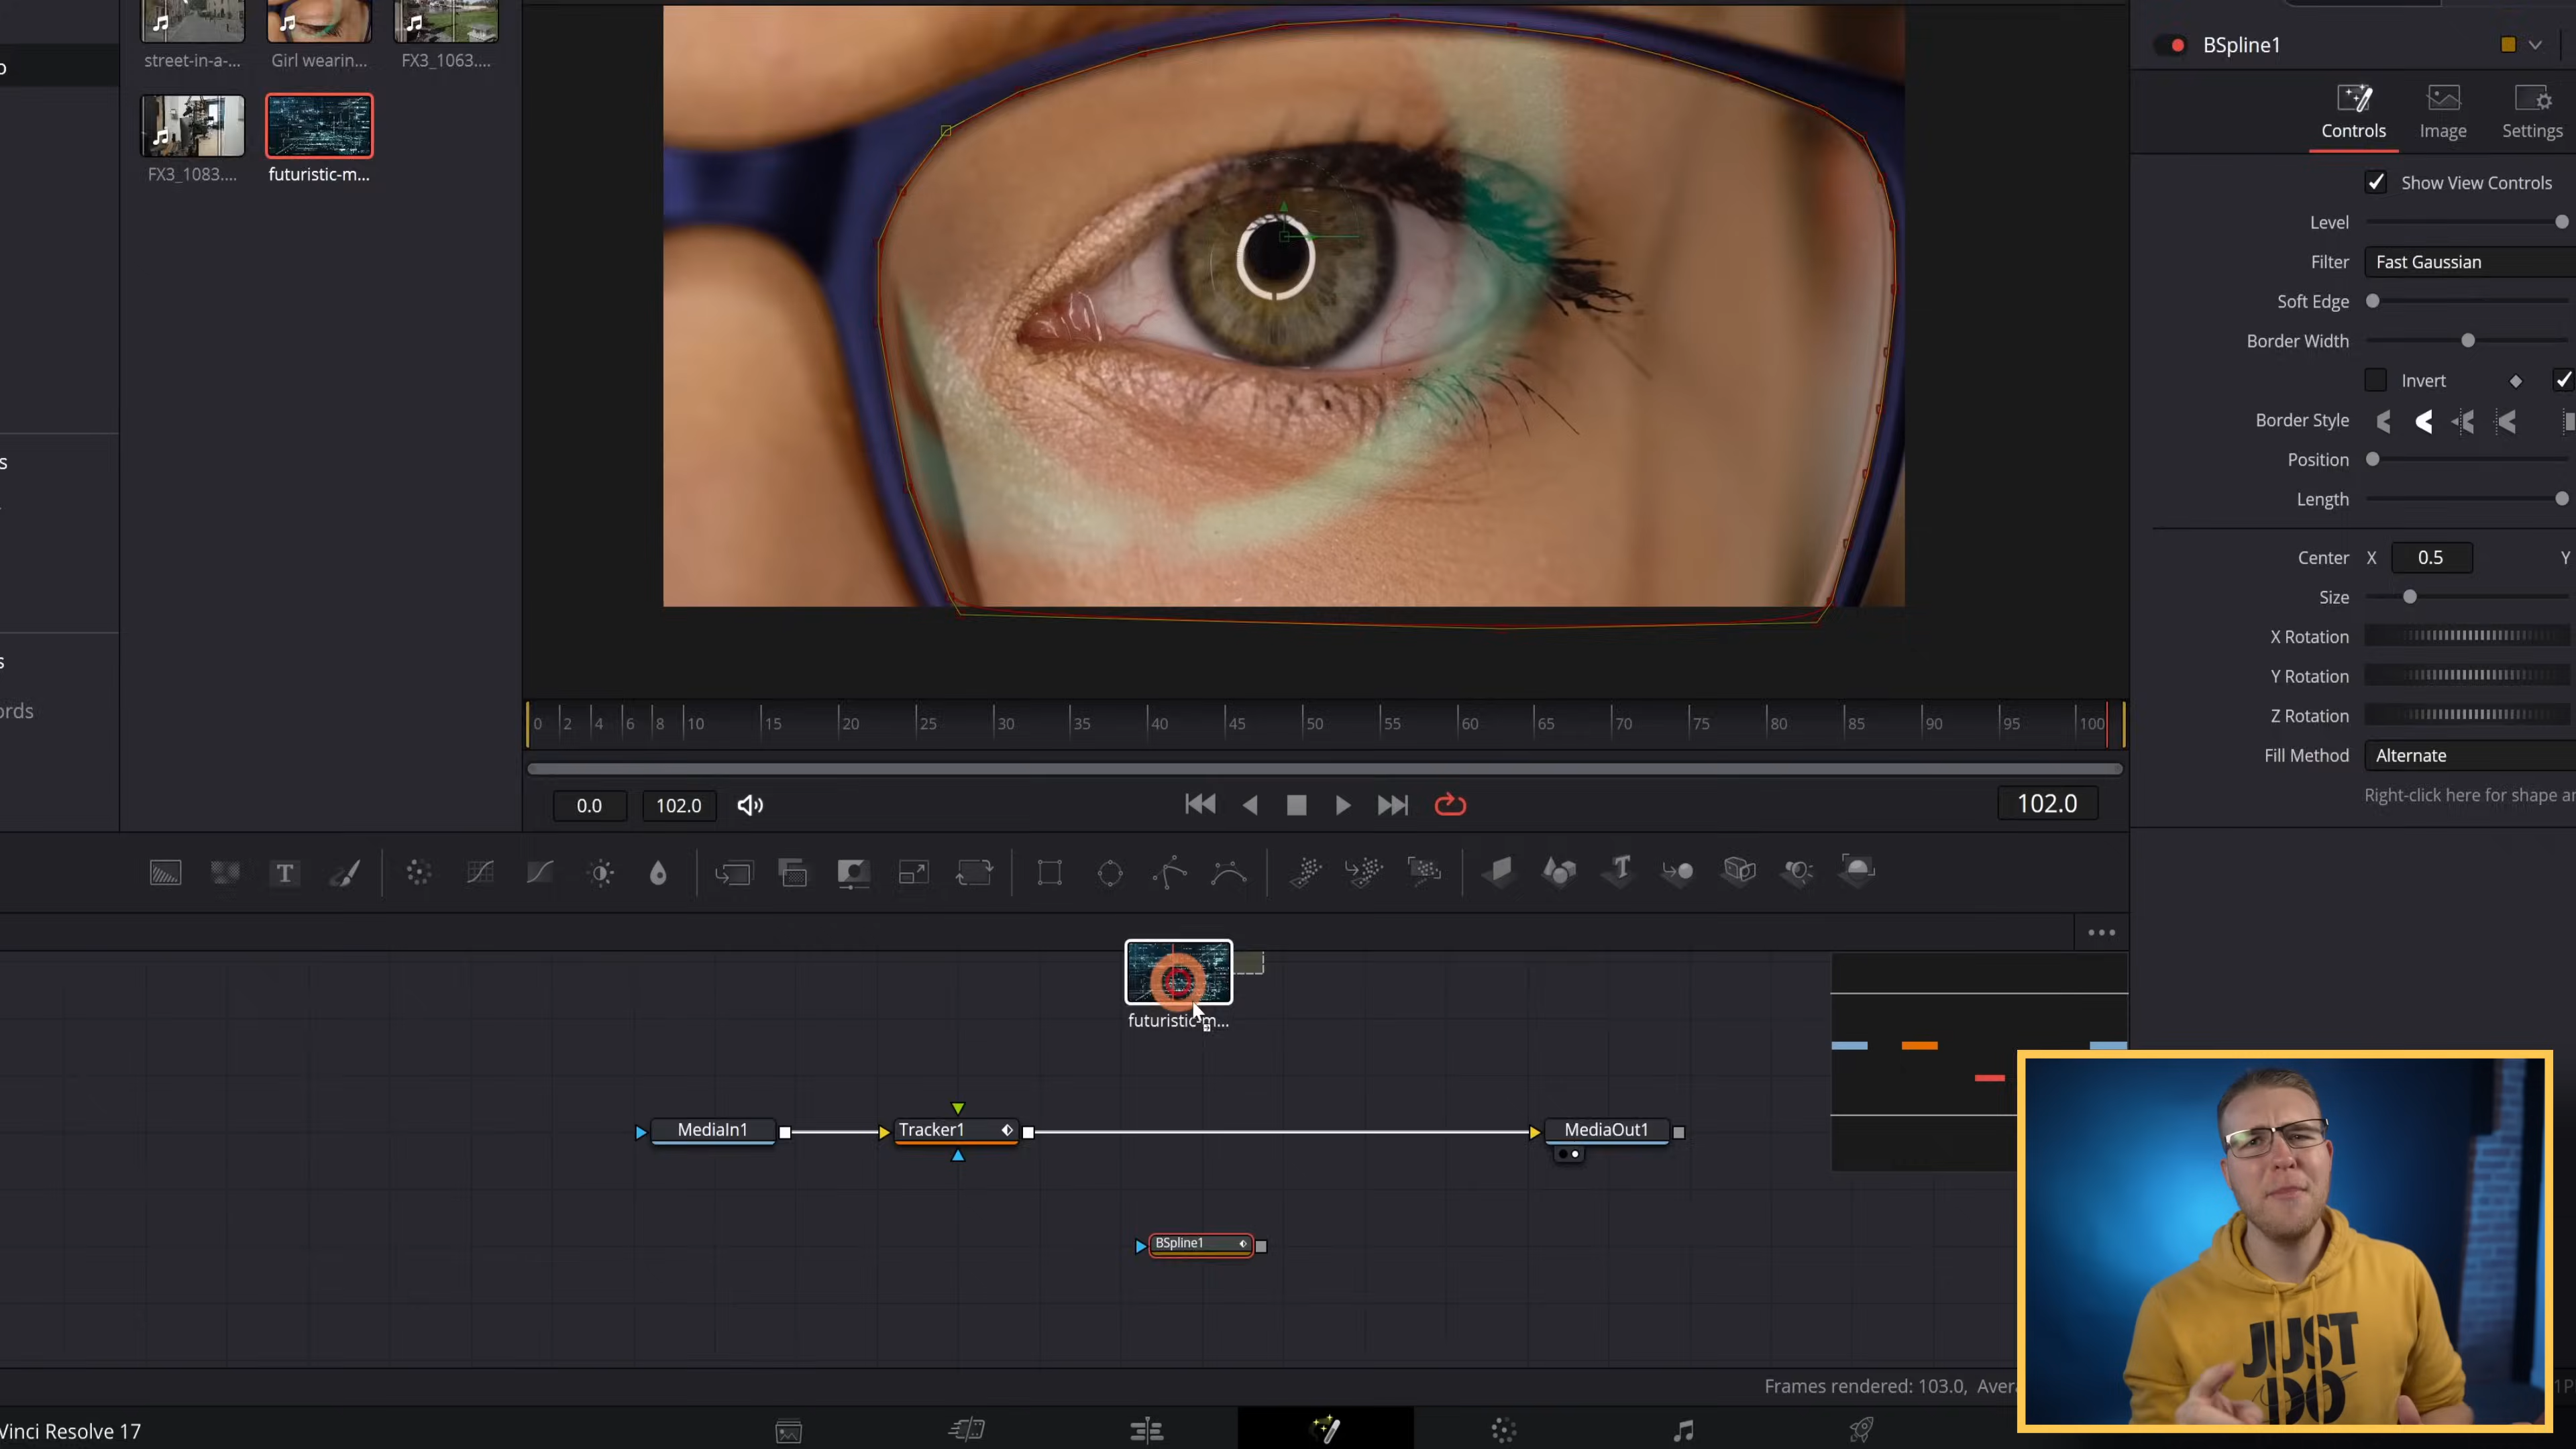 street-in-a-...
Girl wearin...
FX3_1063....
FX3_1083....
futuristic-m...
BSpline1
Controls
Image
Settings
Show View Controls
Level
Filter
Fast Gaussian
Soft Edge
Border Width
Invert
Border Style
Position
Length
Center X 0.5 Y
Size
X Rotation
Y Rotation
Z Rotation
Fill Method Alternate
Right-click here for shape an
ords
0 2 4 6 8 10 15 20 25 30 35 40 45 50 55 60 65 70 75 80 85 90 95 100
0.0 102.0
102.0
T
futuristic-m...
MediaIn1
Tracker1
MediaOut1
BSpline1
Frames rendered: 103.0, Avera
JUST
DO
Vinci Resolve 17